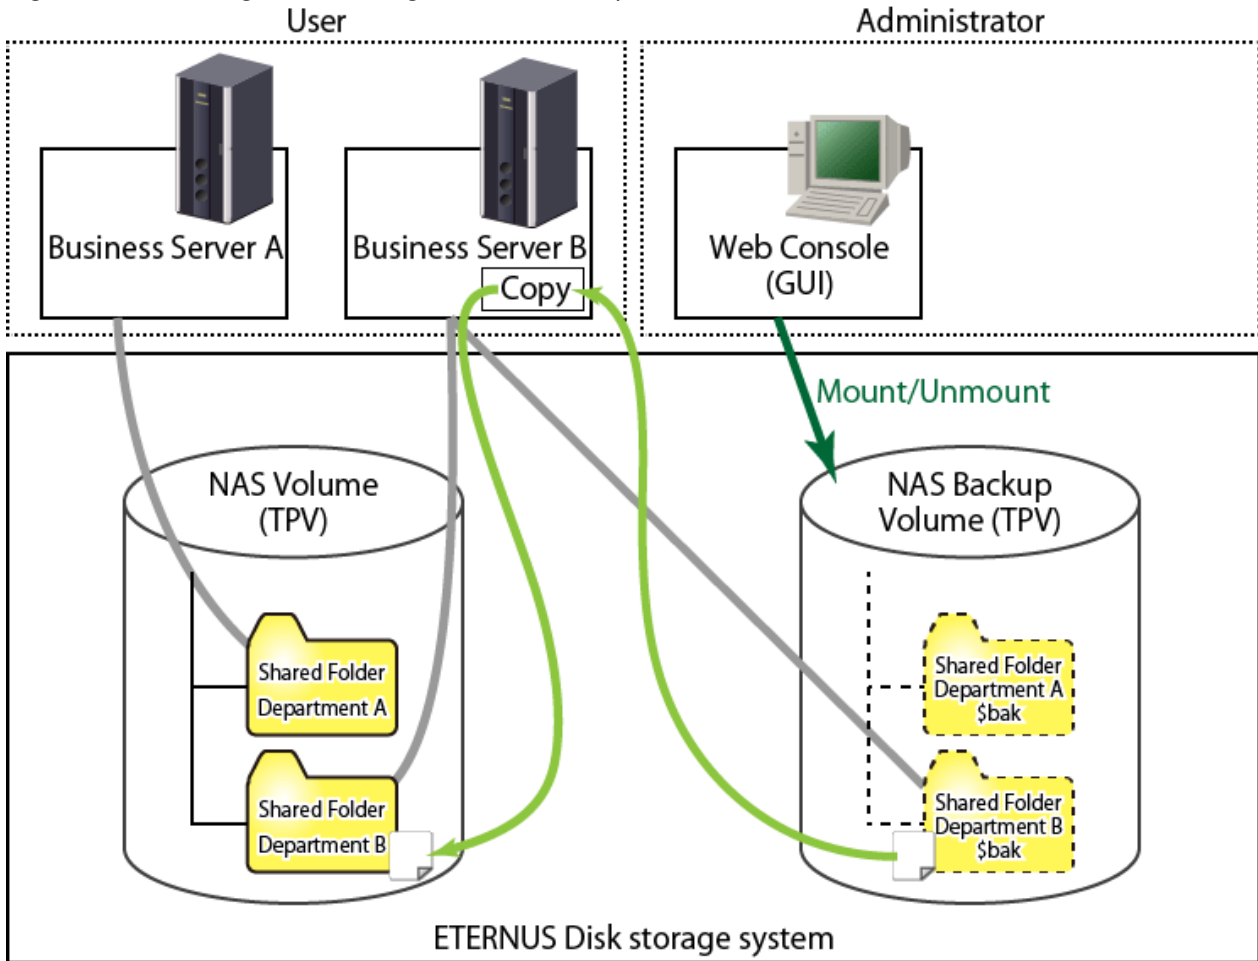 User
Administrator
Business Server A
Business Server B
Copy
Web Console
(GUI)
Mount/Unmount
NAS Volume
(TPV)
NAS Backup
Volume (TPV)
Shared Folder
Department A
Shared Folder
Department B
Shared Folder
Department A
$bak
Shared Folder
Department B
$bak
ETERNUS Disk storage system